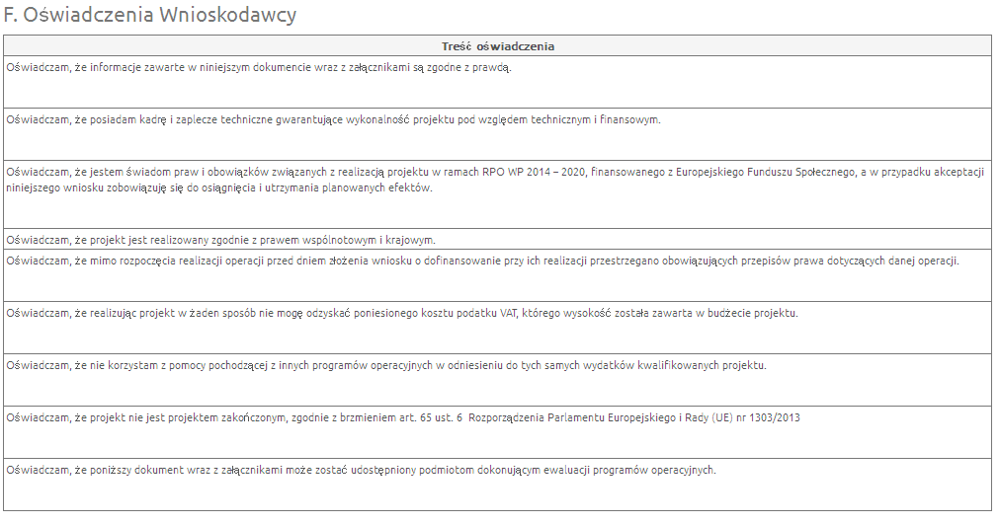 F. Oświadczenia Wnioskodawcy
Treść oświadczenia
Oświadczam, że informacje zawarte w niniejszym dokumencie wraz z załącznikami są zgodne z prawdą.
Oświadczam, że posiadam kadrę i zaplecze techniczne gwarantujące wykonalność projektu pod względem technicznym i finansowym.
Oświadczam, że jestem świadom praw i obowiązków związanych z realizacją projektu w ramach RPO WP 2014 – 2020, finansowanego z Europejskiego Funduszu Społecznego, a w przypadku akceptacji
niniejszego wniosku zobowiązuję się do osiągnięcia i utrzymania planowanych efektów.
Oświadczam, że projekt jest realizowany zgodnie z prawem wspólnotowym i krajowym.
Oświadczam, że mimo rozpoczęcia realizacji operacji przed dniem złożenia wniosku o dofinansowanie przy ich realizacji przestrzegano obowiązujących przepisów prawa dotyczących danej operacji.
Oświadczam, że realizując projekt w żaden sposób nie mogę odzyskać poniesionego kosztu podatku VAT, którego wysokość została zawarta w budżecie projektu.
Oświadczam, że nie korzystam z pomocy pochodzącej z innych programów operacyjnych w odniesieniu do tych samych wydatków kwalifikowanych projektu.
Oświadczam, że projekt nie jest projektem zakończonym, zgodnie z brzmieniem art. 65 ust. 6 Rozporządzenia Parlamentu Europejskiego i Rady (UE) nr 1303/2013
Oświadczam, że poniższy dokument wraz z załącznikami może zostać udostępniony podmiotom dokonującym ewaluacji programów operacyjnych.